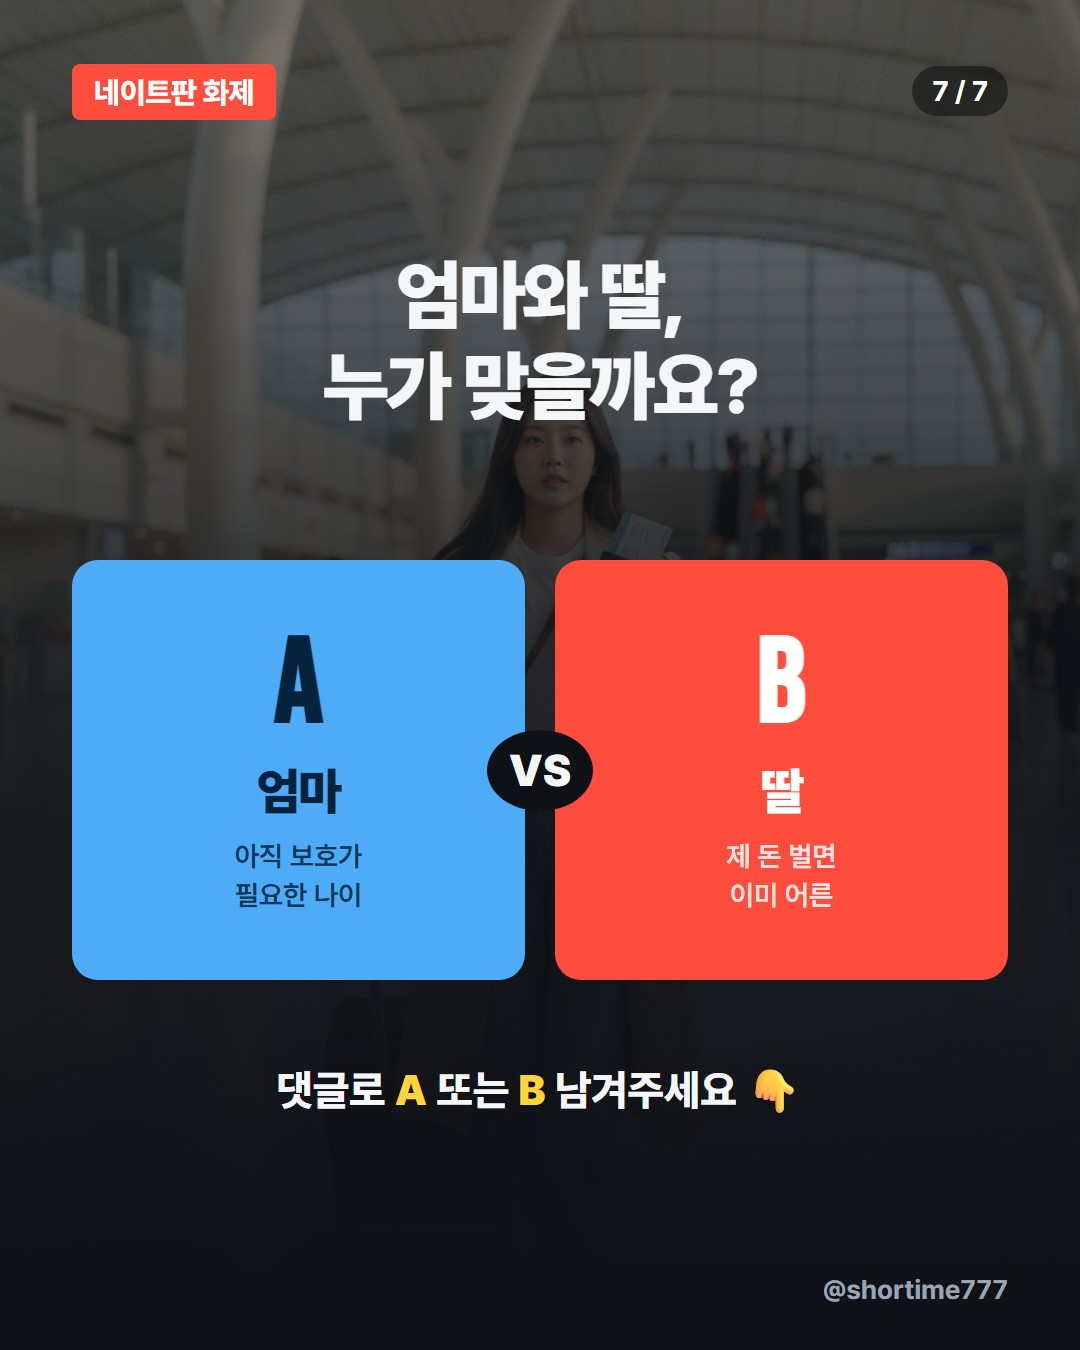 네이트판 화제
7 / 7
엄마와 딸,
누가 맞을까요?
A
엄마
아직 보호가
필요한 나이
VS
B
딸
제 돈 벌면
이미 어른
댓글로 A 또는 B 남겨주세요 👇
@shortime777